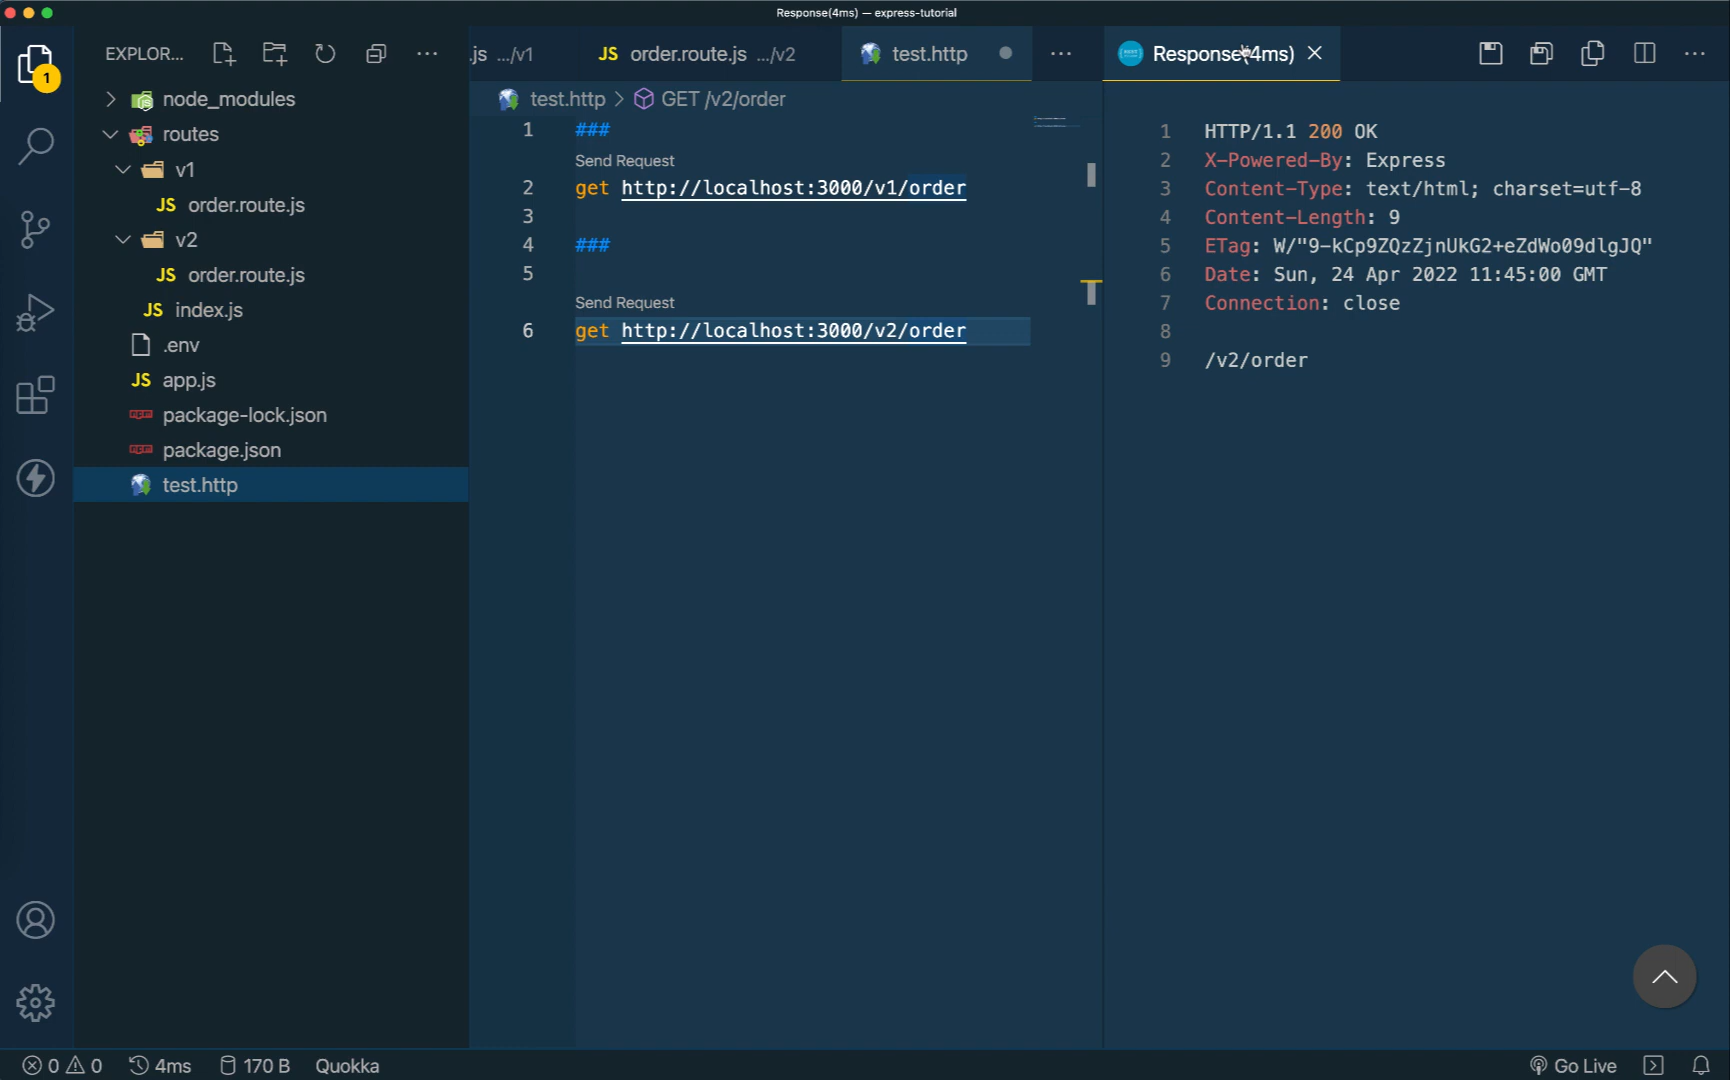 Response(4ms) — express-tutorial
EXPLOR...
.js .../v1
JS order.route.js .../v2
test.http
Response(4ms)
1
node_modules
routes
v1
JS order.route.js
v2
JS order.route.js
JS index.js
.env
JS app.js
package-lock.json
package.json
test.http
test.http > GET /v2/order
1 ###
Send Request
2 get http://localhost:3000/v1/order
3
4 ###
5
Send Request
6 get http://localhost:3000/v2/order
1 HTTP/1.1 200 OK
2 X-Powered-By: Express
3 Content-Type: text/html; charset=utf-8
4 Content-Length: 9
5 ETag: W/"9-kCp9ZQzZjnUkG2+eZdWo09dlgJQ"
6 Date: Sun, 24 Apr 2022 11:45:00 GMT
7 Connection: close
8
9 /v2/order
0 0 4ms 170 B Quokka
Go Live